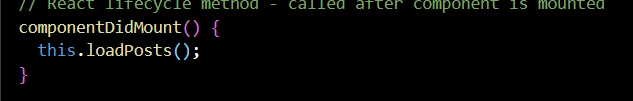 // React lifecycle method - called after component is mounted
componentDidMount() {
  this.loadPosts();
}